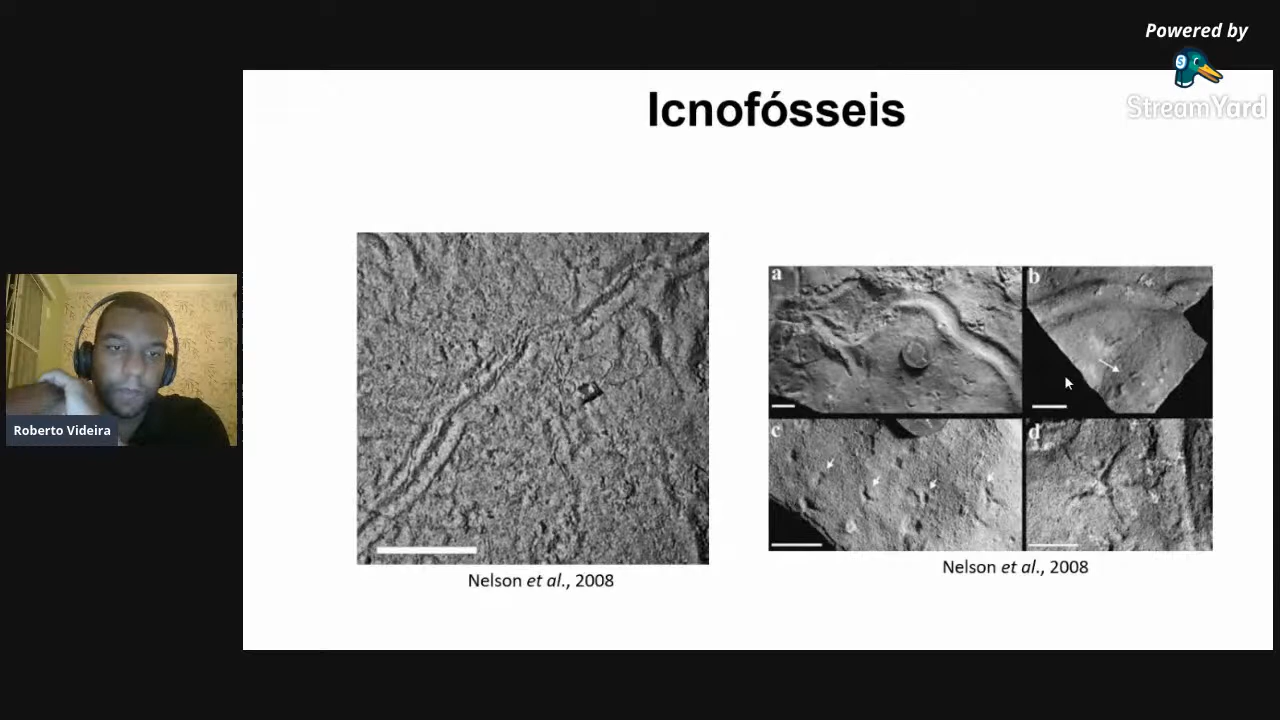 Powered by
StreamYard
Icnofósseis
a
b
c
d
Nelson et al., 2008
Nelson et al., 2008
Roberto Videira